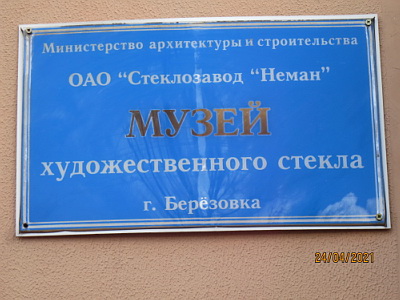 Министерство архитектуры и строительства
ОАО “Стеклозавод “Неман”
МУЗЕЙ
художественного стекла
г. Берёзовка
24/04/2021